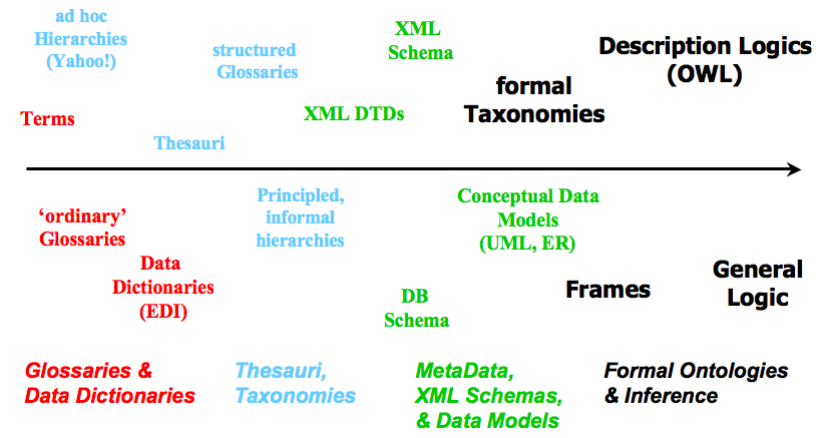 ad hoc
Hierarchies
(Yahoo!)
structured
Glossaries
XML
Schema
Description Logics
(OWL)
formal
Taxonomies
Terms
XML DTDs
Thesauri
‘ordinary’
Glossaries
Principled,
informal
hierarchies
Conceptual Data
Models
(UML, ER)
Data
Dictionaries
(EDI)
DB
Schema
Frames
General
Logic
Glossaries &
Data Dictionaries
Thesauri,
Taxonomies
MetaData,
XML Schemas,
& Data Models
Formal Ontologies
& Inference